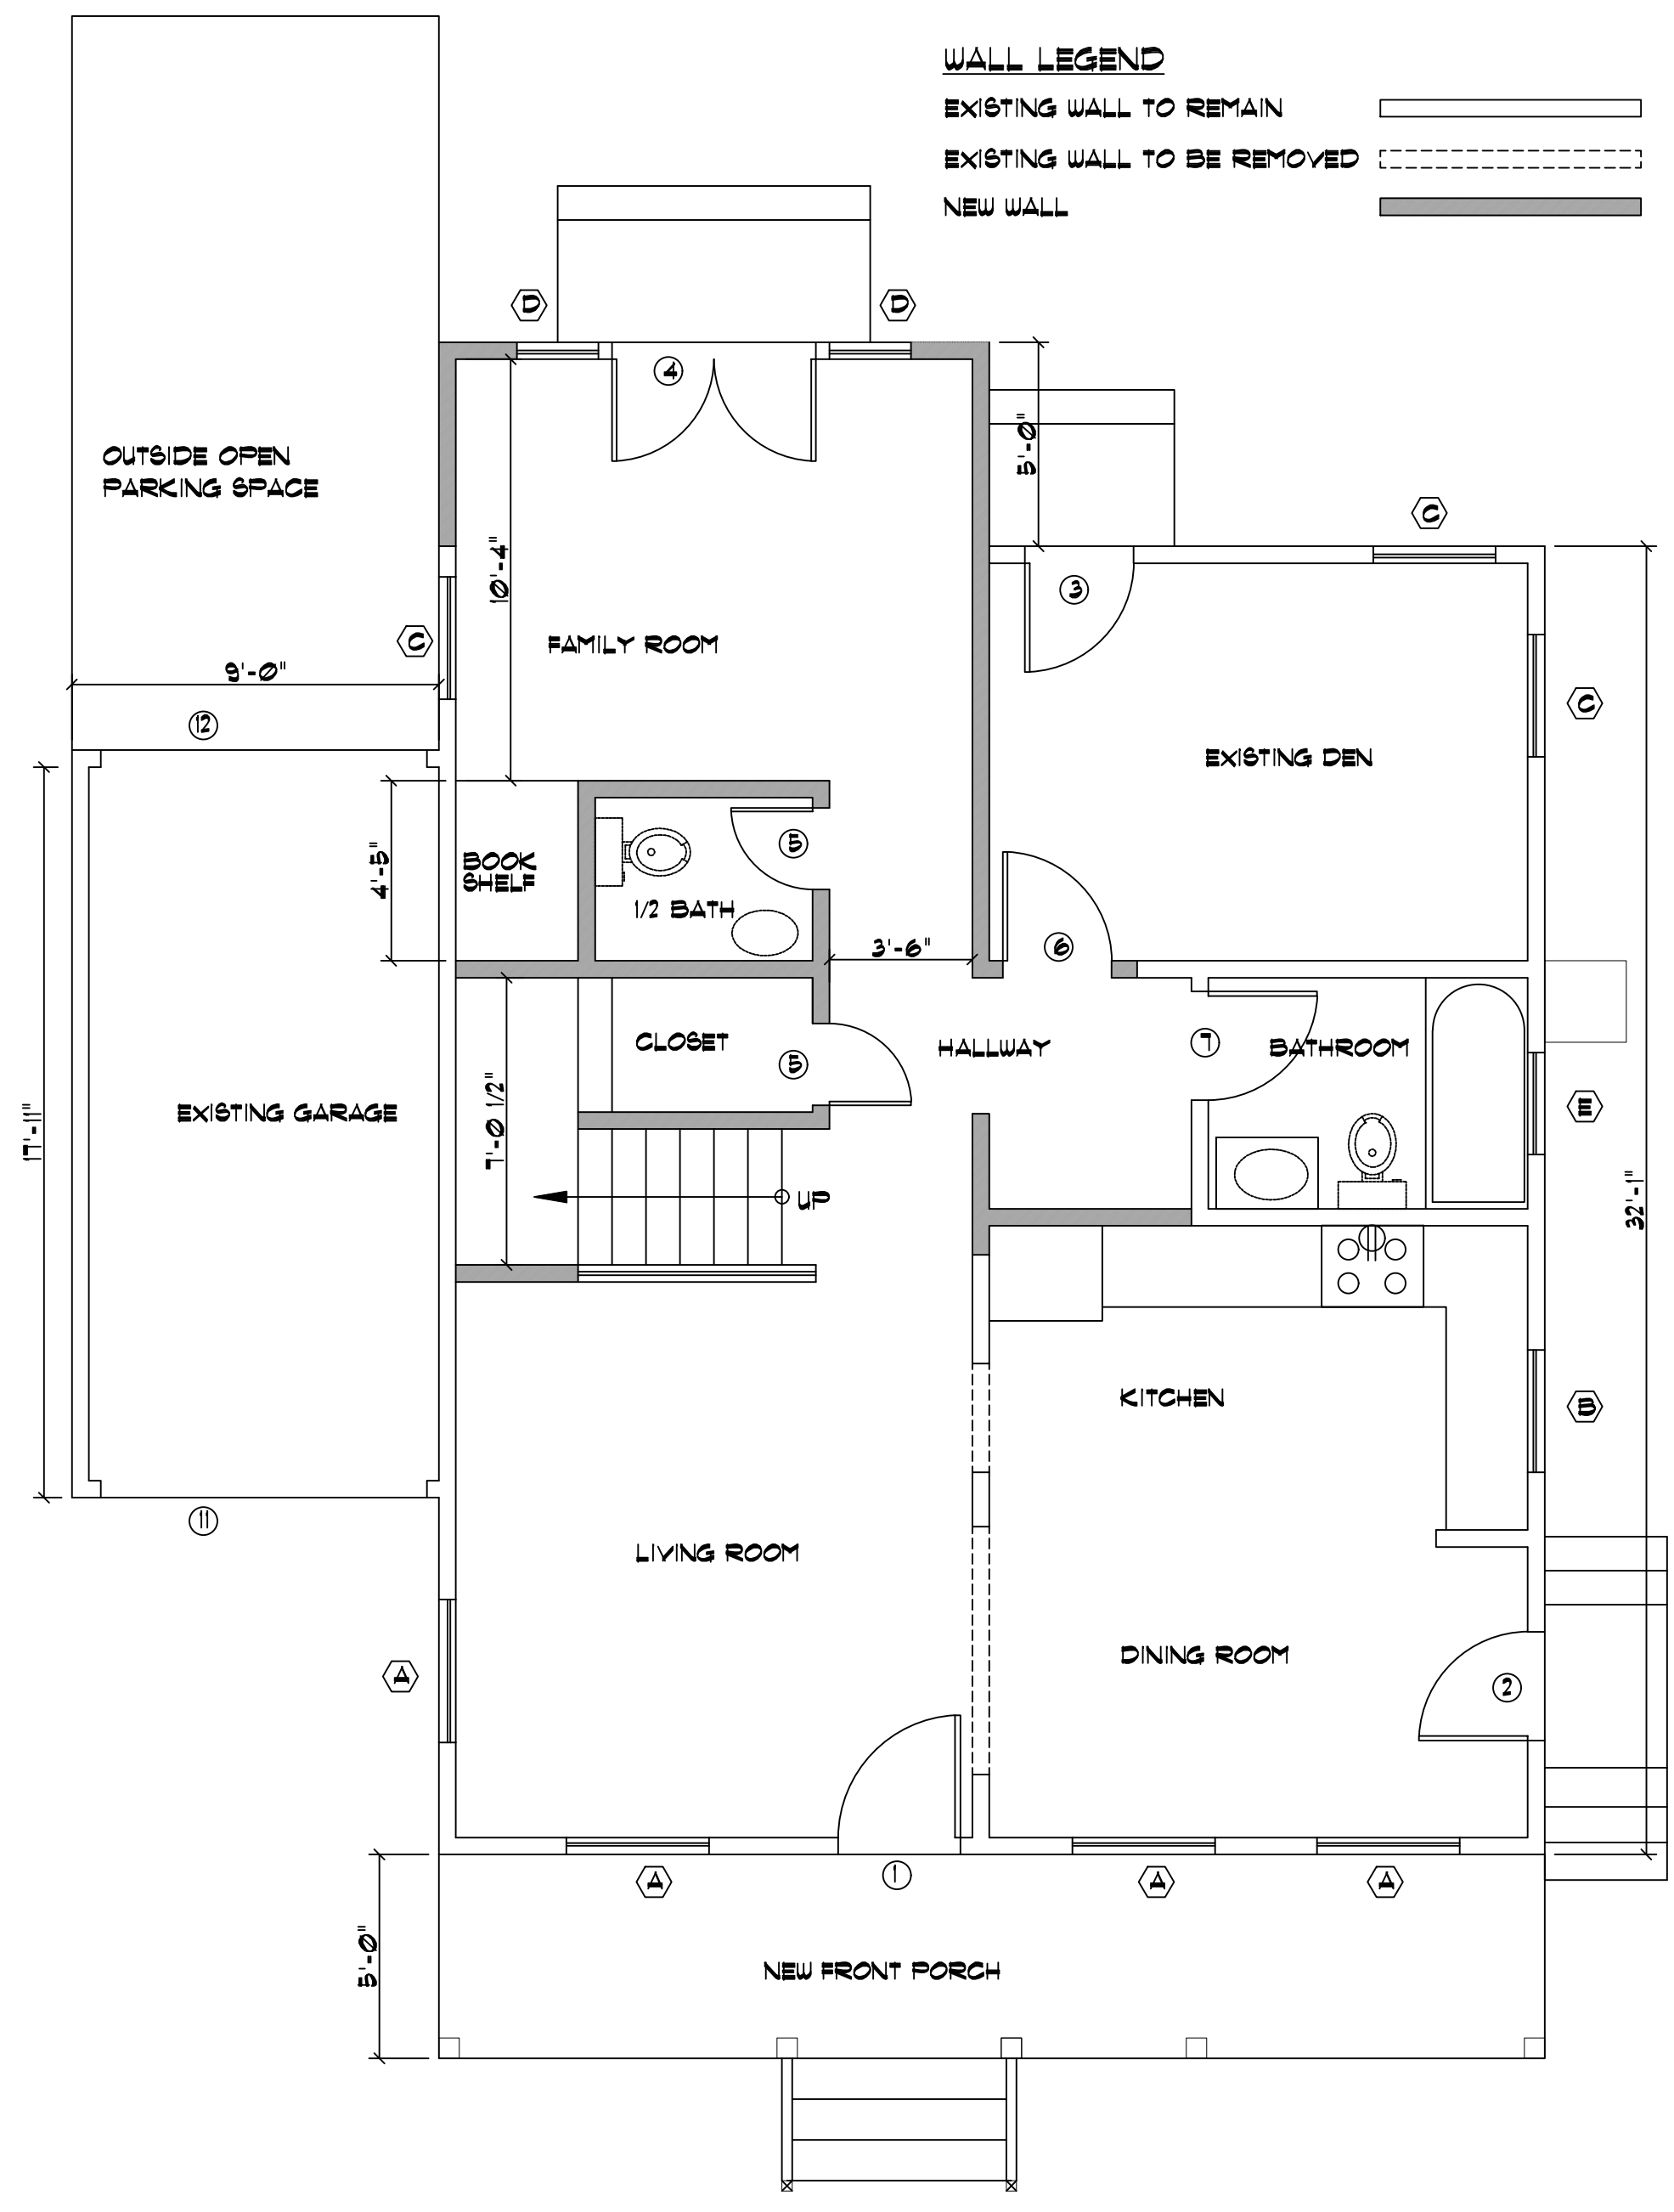 WALL LEGEND
EXISTING WALL TO REMAIN
EXISTING WALL TO BE REMOVED
NEW WALL
D
D
4
5'-0"
OUTSIDE OPEN
PARKING SPACE
C
10'-4"
3
C
FAMILY ROOM
9'-0"
C
12
EXISTING DEN
4'-5"
BOOK
SHELF
5
1/2 BATH
3'-6"
6
CLOSET
5
HALLWAY
7
BATHROOM
17'-11"
EXISTING GARAGE
7'-0 1/2"
E
UP
32'-1"
KITCHEN
B
11
LIVING ROOM
DINING ROOM
A
2
A
1
A
A
5'-0"
NEW FRONT PORCH